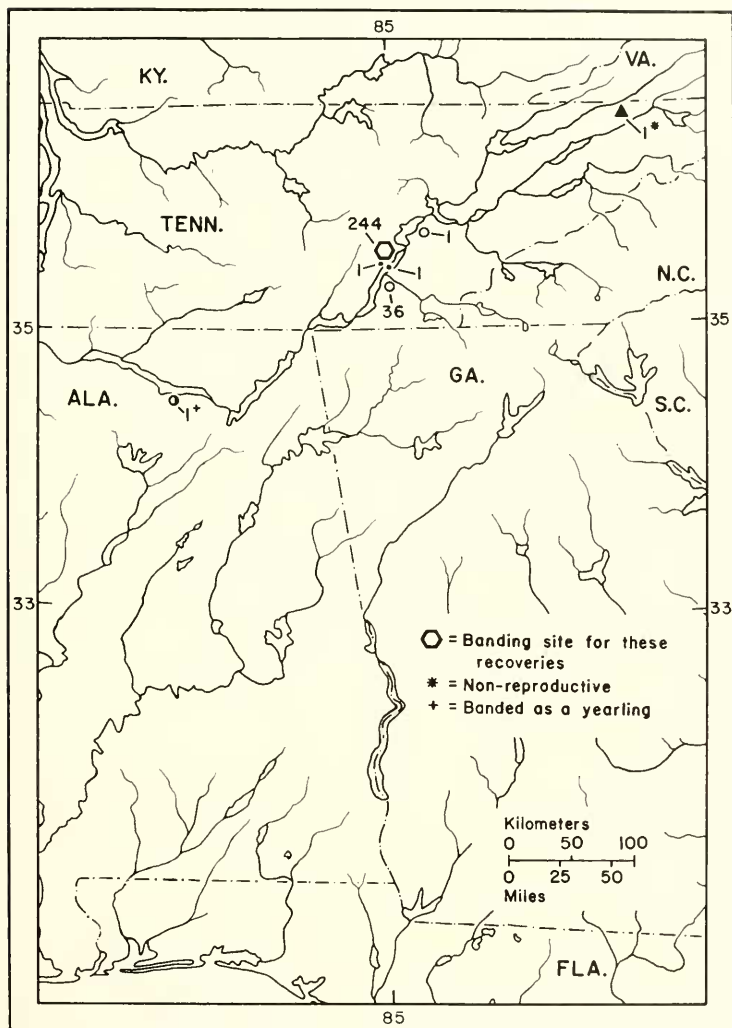 85
KY.
VA.
1*
TENN.
244
1
1
1
N.C.
36
35
35
GA.
ALA.
1+
S.C.
33
33
= Banding site for these
recoveries
* = Non-reproductive
+ = Banded as a yearling
Kilometers
0 50 100
0 25 50
Miles
FLA.
85